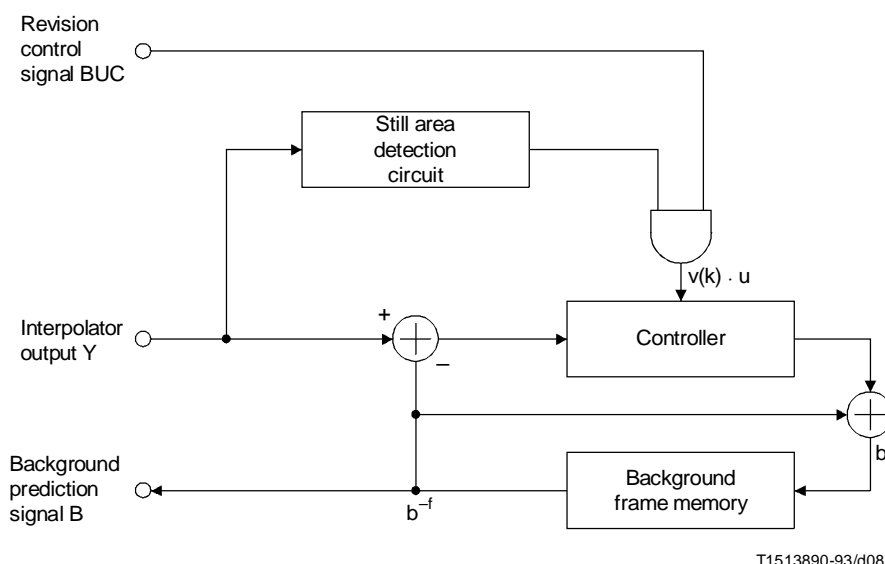 Revision
control
signal BUC
Still area
detection
circuit
v(k) · u
Interpolator
output Y
+
–
Controller
b
Background
prediction
signal B
b–f
Background
frame memory
T1513890-93/d08